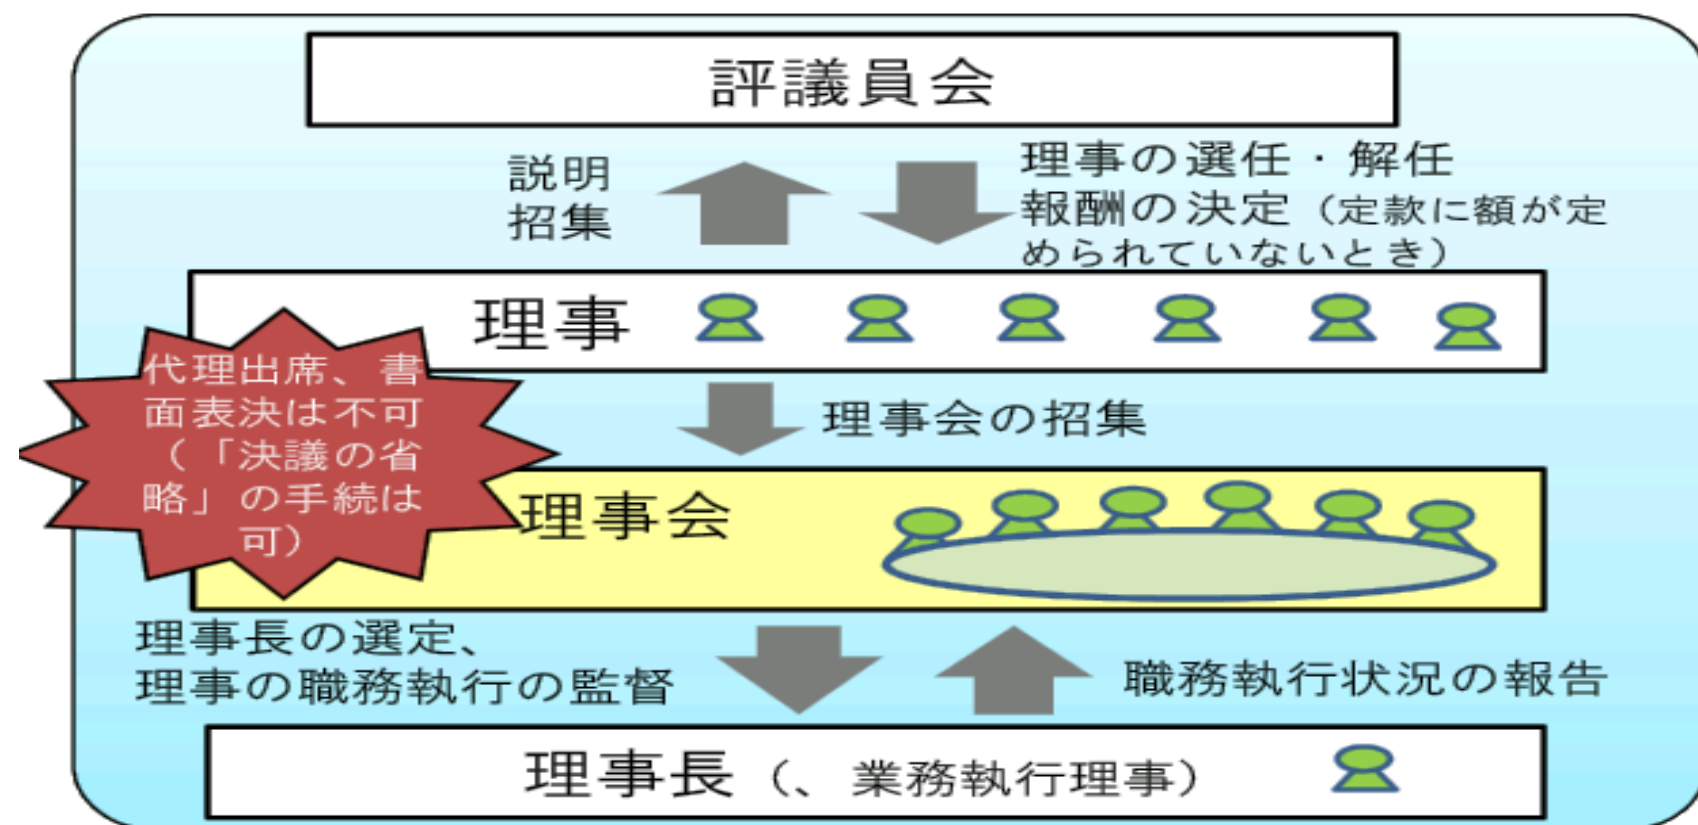 評議員会
説明
招集
理事の選任・解任
報酬の決定（定款に額が定
められていないとき）
理事
代理出席、書
面表決は不可
（「決議の省
略」の手続は
可）
理事会の招集
理事会
理事長の選定、
理事の職務執行の監督
職務執行状況の報告
理事長（、業務執行理事）